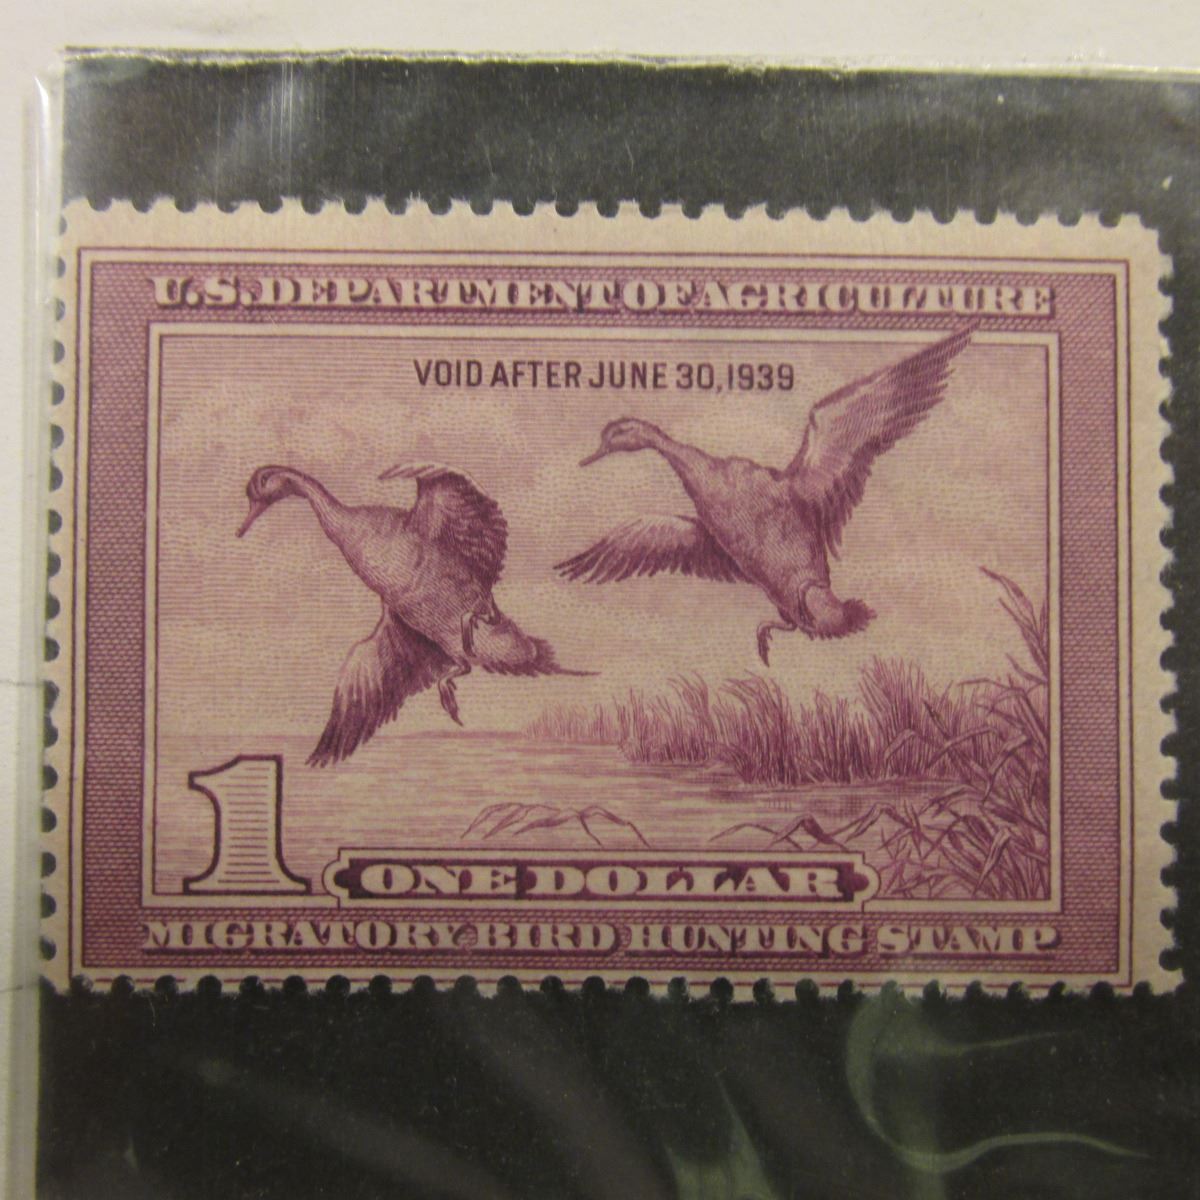 U.S. DEPARTMENT OF AGRICULTURE
VOID AFTER JUNE 30, 1939
1
ONE DOLLAR
MIGRATORY BIRD HUNTING STAMP